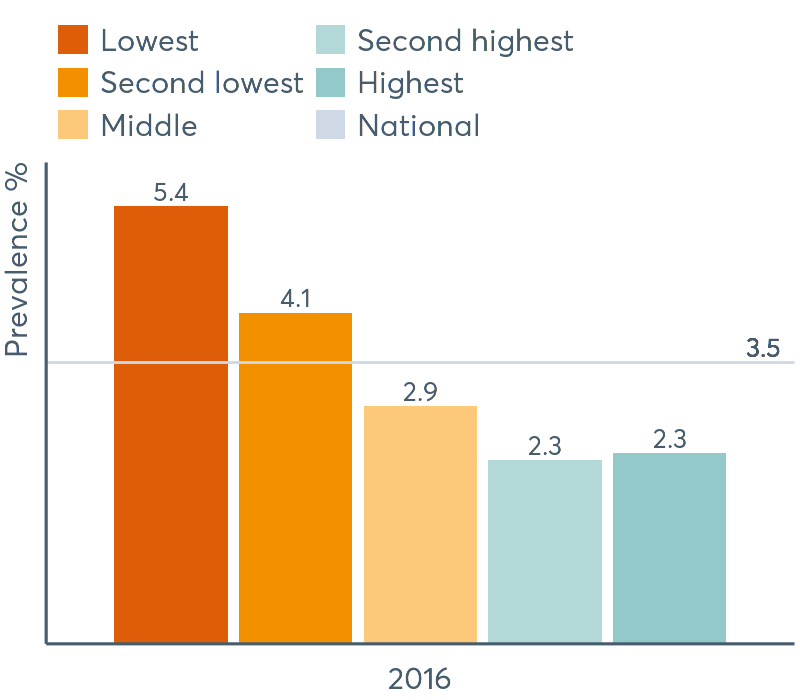 Lowest
Second lowest
Middle
Second highest
Highest
National
Prevalence %
5.4
4.1
2.9
2.3
2.3
3.5
2016